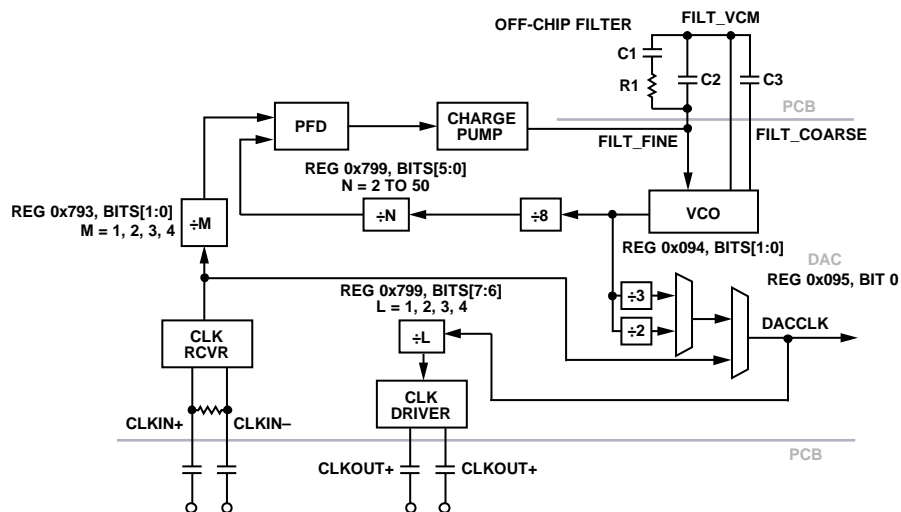 OFF-CHIP FILTER
FILT_VCM
C1
R1
C2
C3
PCB
PFD
CHARGE
PUMP
FILT_FINE
FILT_COARSE
REG 0x799, BITS[5:0]
N = 2 TO 50
REG 0x793, BITS[1:0]
M = 1, 2, 3, 4
÷M
÷N
÷8
VCO
REG 0x094, BITS[1:0]
DAC
REG 0x095, BIT 0
REG 0x799, BITS[7:6]
L = 1, 2, 3, 4
÷3
÷2
÷L
DACCLK
CLK
RCVR
CLK
DRIVER
CLKIN+
CLKIN–
PCB
CLKOUT+
CLKOUT+